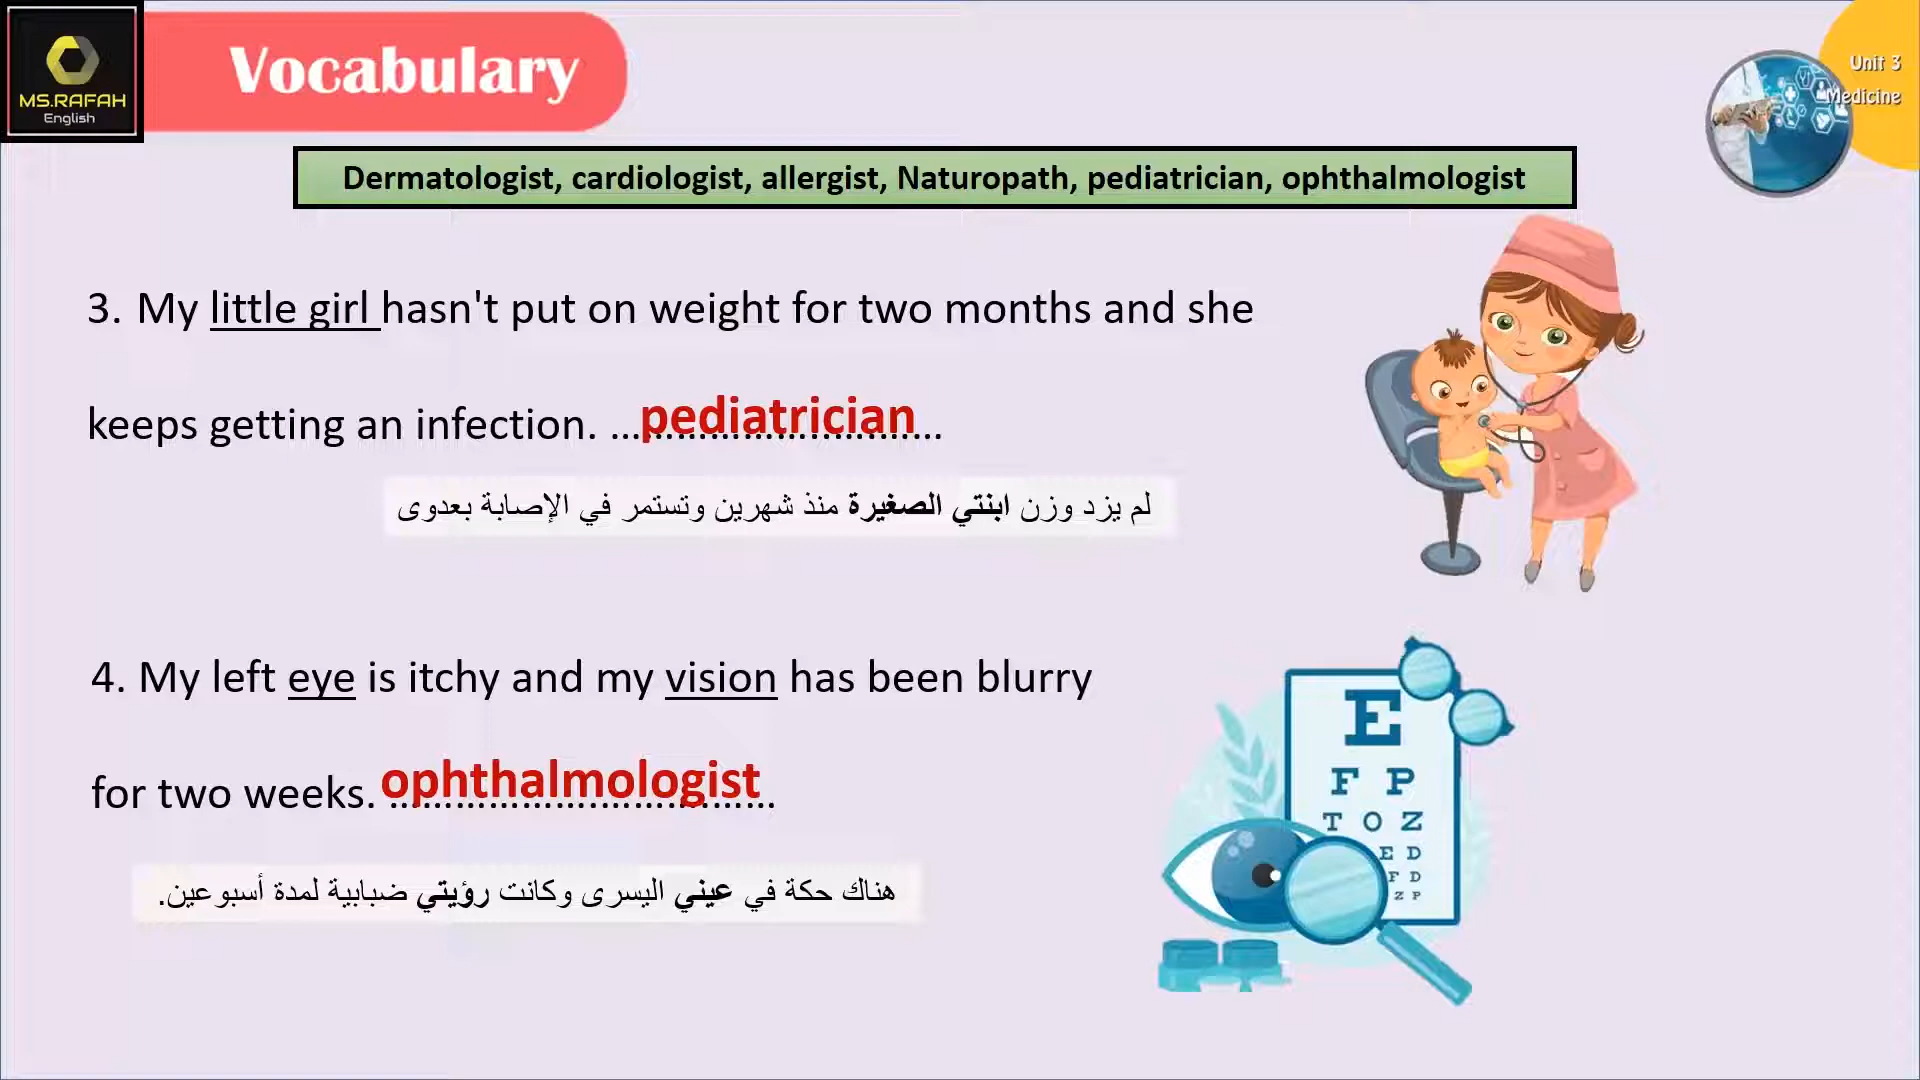 MS.RAFAH
English
Vocabulary
Unit 3
Medicine
Dermatologist, cardiologist, allergist, Naturopath, pediatrician, ophthalmologist
3. My little girl hasn't put on weight for two months and she
keeps getting an infection. ...pediatrician...
لم يزد وزن ابنتي الصغيرة منذ شهرين وتستمر في الإصابة بعدوى
4. My left eye is itchy and my vision has been blurry
for two weeks. ophthalmologist
هناك حكة في عيني اليسرى وكانت رؤيتي ضبابية لمدة أسبوعين.
E
F P
T O Z
E D
F D
Z P